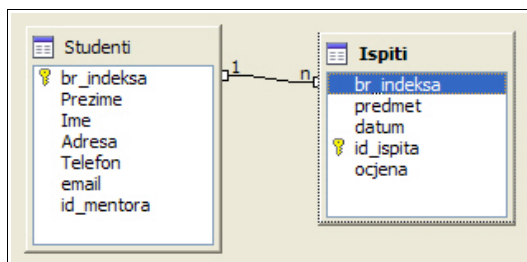 Studenti
br_indeksa
Prezime
Ime
Adresa
Telefon
email
id_mentora
1
n
Ispiti
br_indeksa
predmet
datum
id_ispita
ocjena